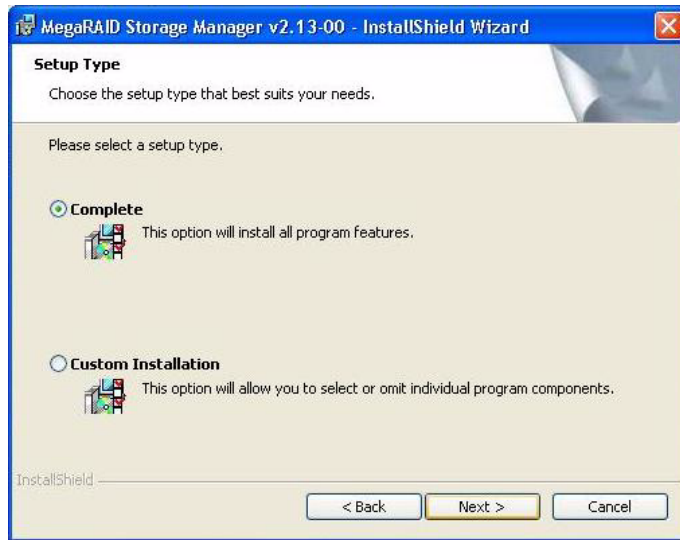 MegaRAID Storage Manager v2.13-00 - InstallShield Wizard
Setup Type
Choose the setup type that best suits your needs.
Please select a setup type.
Complete
This option will install all program features.
Custom Installation
This option will allow you to select or omit individual program components.
InstallShield
< Back
Next >
Cancel